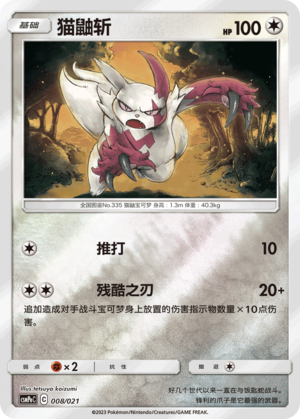 基础 猫鼬斩 HP 100
全国图鉴No.335 猫鼬宝可梦 身高：1.3m 体重：40.3kg
推打 10
残酷之刃 20+
追加造成对手战斗宝可梦身上放置的伤害指示物数量×10点伤害。
弱点 ×2 抗性 撤退
Illus. tetsuya koizumi
CSMPeC C 008/021
好几个世代以来一直在与饭匙蛇战斗。
锋利的爪子是它最强的武器。
©2023 Pokémon/Nintendo/Creatures/GAME FREAK.